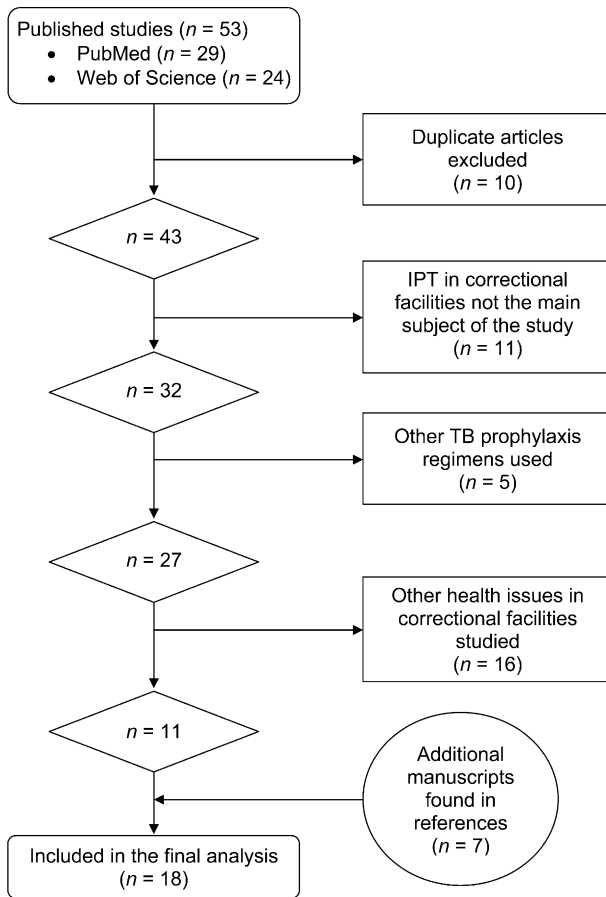 Published studies (n = 53)
• PubMed (n = 29)
• Web of Science (n = 24)
Duplicate articles
excluded
(n = 10)
n = 43
IPT in correctional
facilities not the main
subject of the study
(n = 11)
n = 32
Other TB prophylaxis
regimens used
(n = 5)
n = 27
Other health issues in
correctional facilities
studied
(n = 16)
n = 11
Additional
manuscripts
found in
references
(n = 7)
Included in the final analysis
(n = 18)